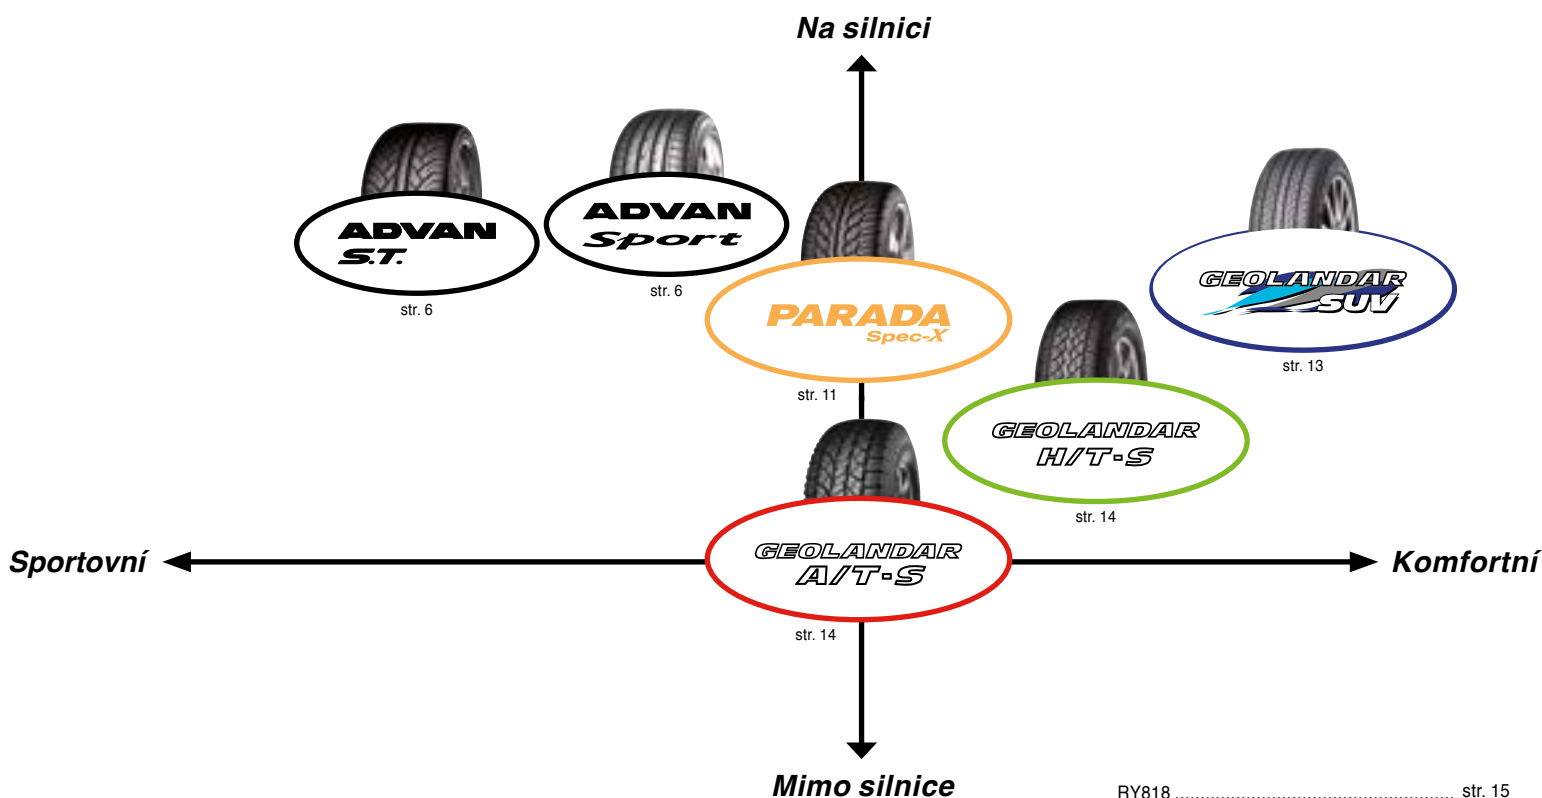 Na silnici
ADVAN
S.T.
str. 6
ADVAN
Sport
str. 6
PARADA
Spec-X
str. 11
GEOLANDAR
SUV
str. 13
GEOLANDAR
H/T-S
str. 14
Sportovní
GEOLANDAR
A/T-S
str. 14
Komfortní
Mimo silnice
RY818 ...................................................... str. 15